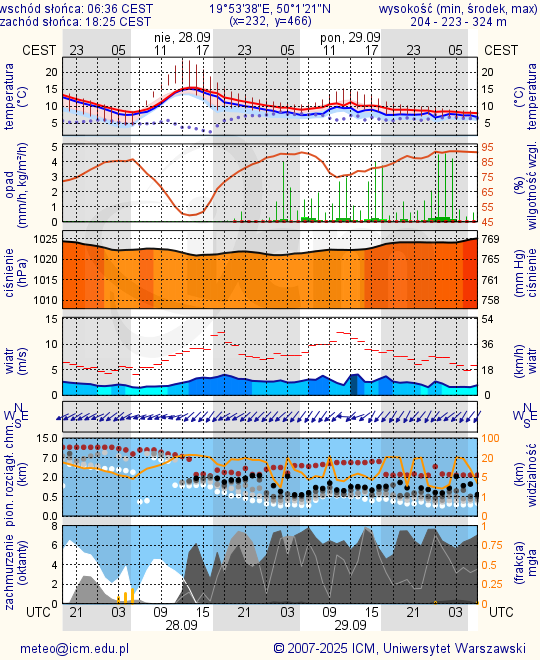 wschód słońca: 06:36 CEST 19°53'38"E, 50°1'21"N wysokość (min, środek, max)
zachód słońca: 18:25 CEST (x=232, y=466) 204 - 223 - 324 m
nie, 28.09 pon, 29.09
CEST 23 05 11 17 23 05 11 17 23 05 CEST
temperatura (°C) 20 15 10 5 20 15 10 5 (°C) temperatura
opad (mm/h, kg/m²/h) 5 4 3 2 1 0 95 85 75 65 55 45 (%) wilgotność wzgl.
ciśnienie (hPa) 1025 1020 1015 1010 769 765 761 758 (mm Hg) ciśnienie
wiatr (m/s) 15 10 5 0 54 36 18 0 (km/h) wiatr
N W E S N W E S
pion. rozciągł. chm. (km) 15.0 7.0 2.0 0.5 0.0 100 20 5 1 0 widzialność (km)
zachmurzenie (oktanty) 8 6 4 2 0 1 0.75 0.5 0.25 0 (frakcja) mgła
UTC 21 03 09 15 21 03 09 15 21 03 UTC
28.09 29.09
meteo@icm.edu.pl © 2007-2025 ICM, Uniwersytet Warszawski